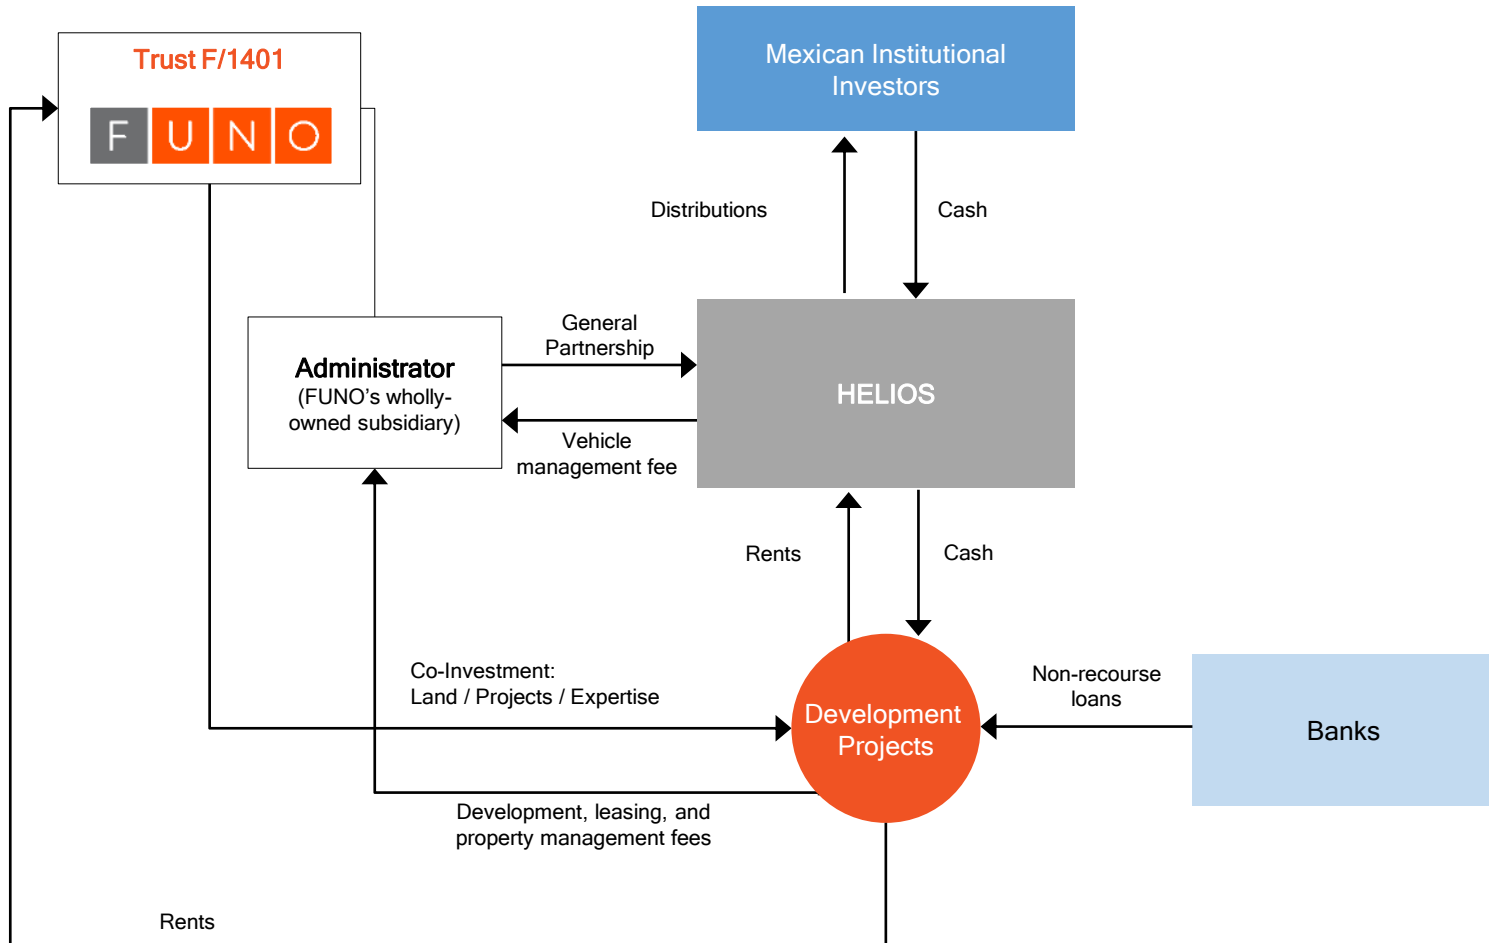 Trust F/1401
FUNO
Mexican Institutional
Investors
Distributions
Cash
General
Partnership
Administrator
(FUNO’s wholly-
owned subsidiary)
HELIOS
Vehicle
management fee
Rents
Cash
Co-Investment:
Land / Projects / Expertise
Non-recourse
loans
Development
Projects
Banks
Development, leasing, and
property management fees
Rents